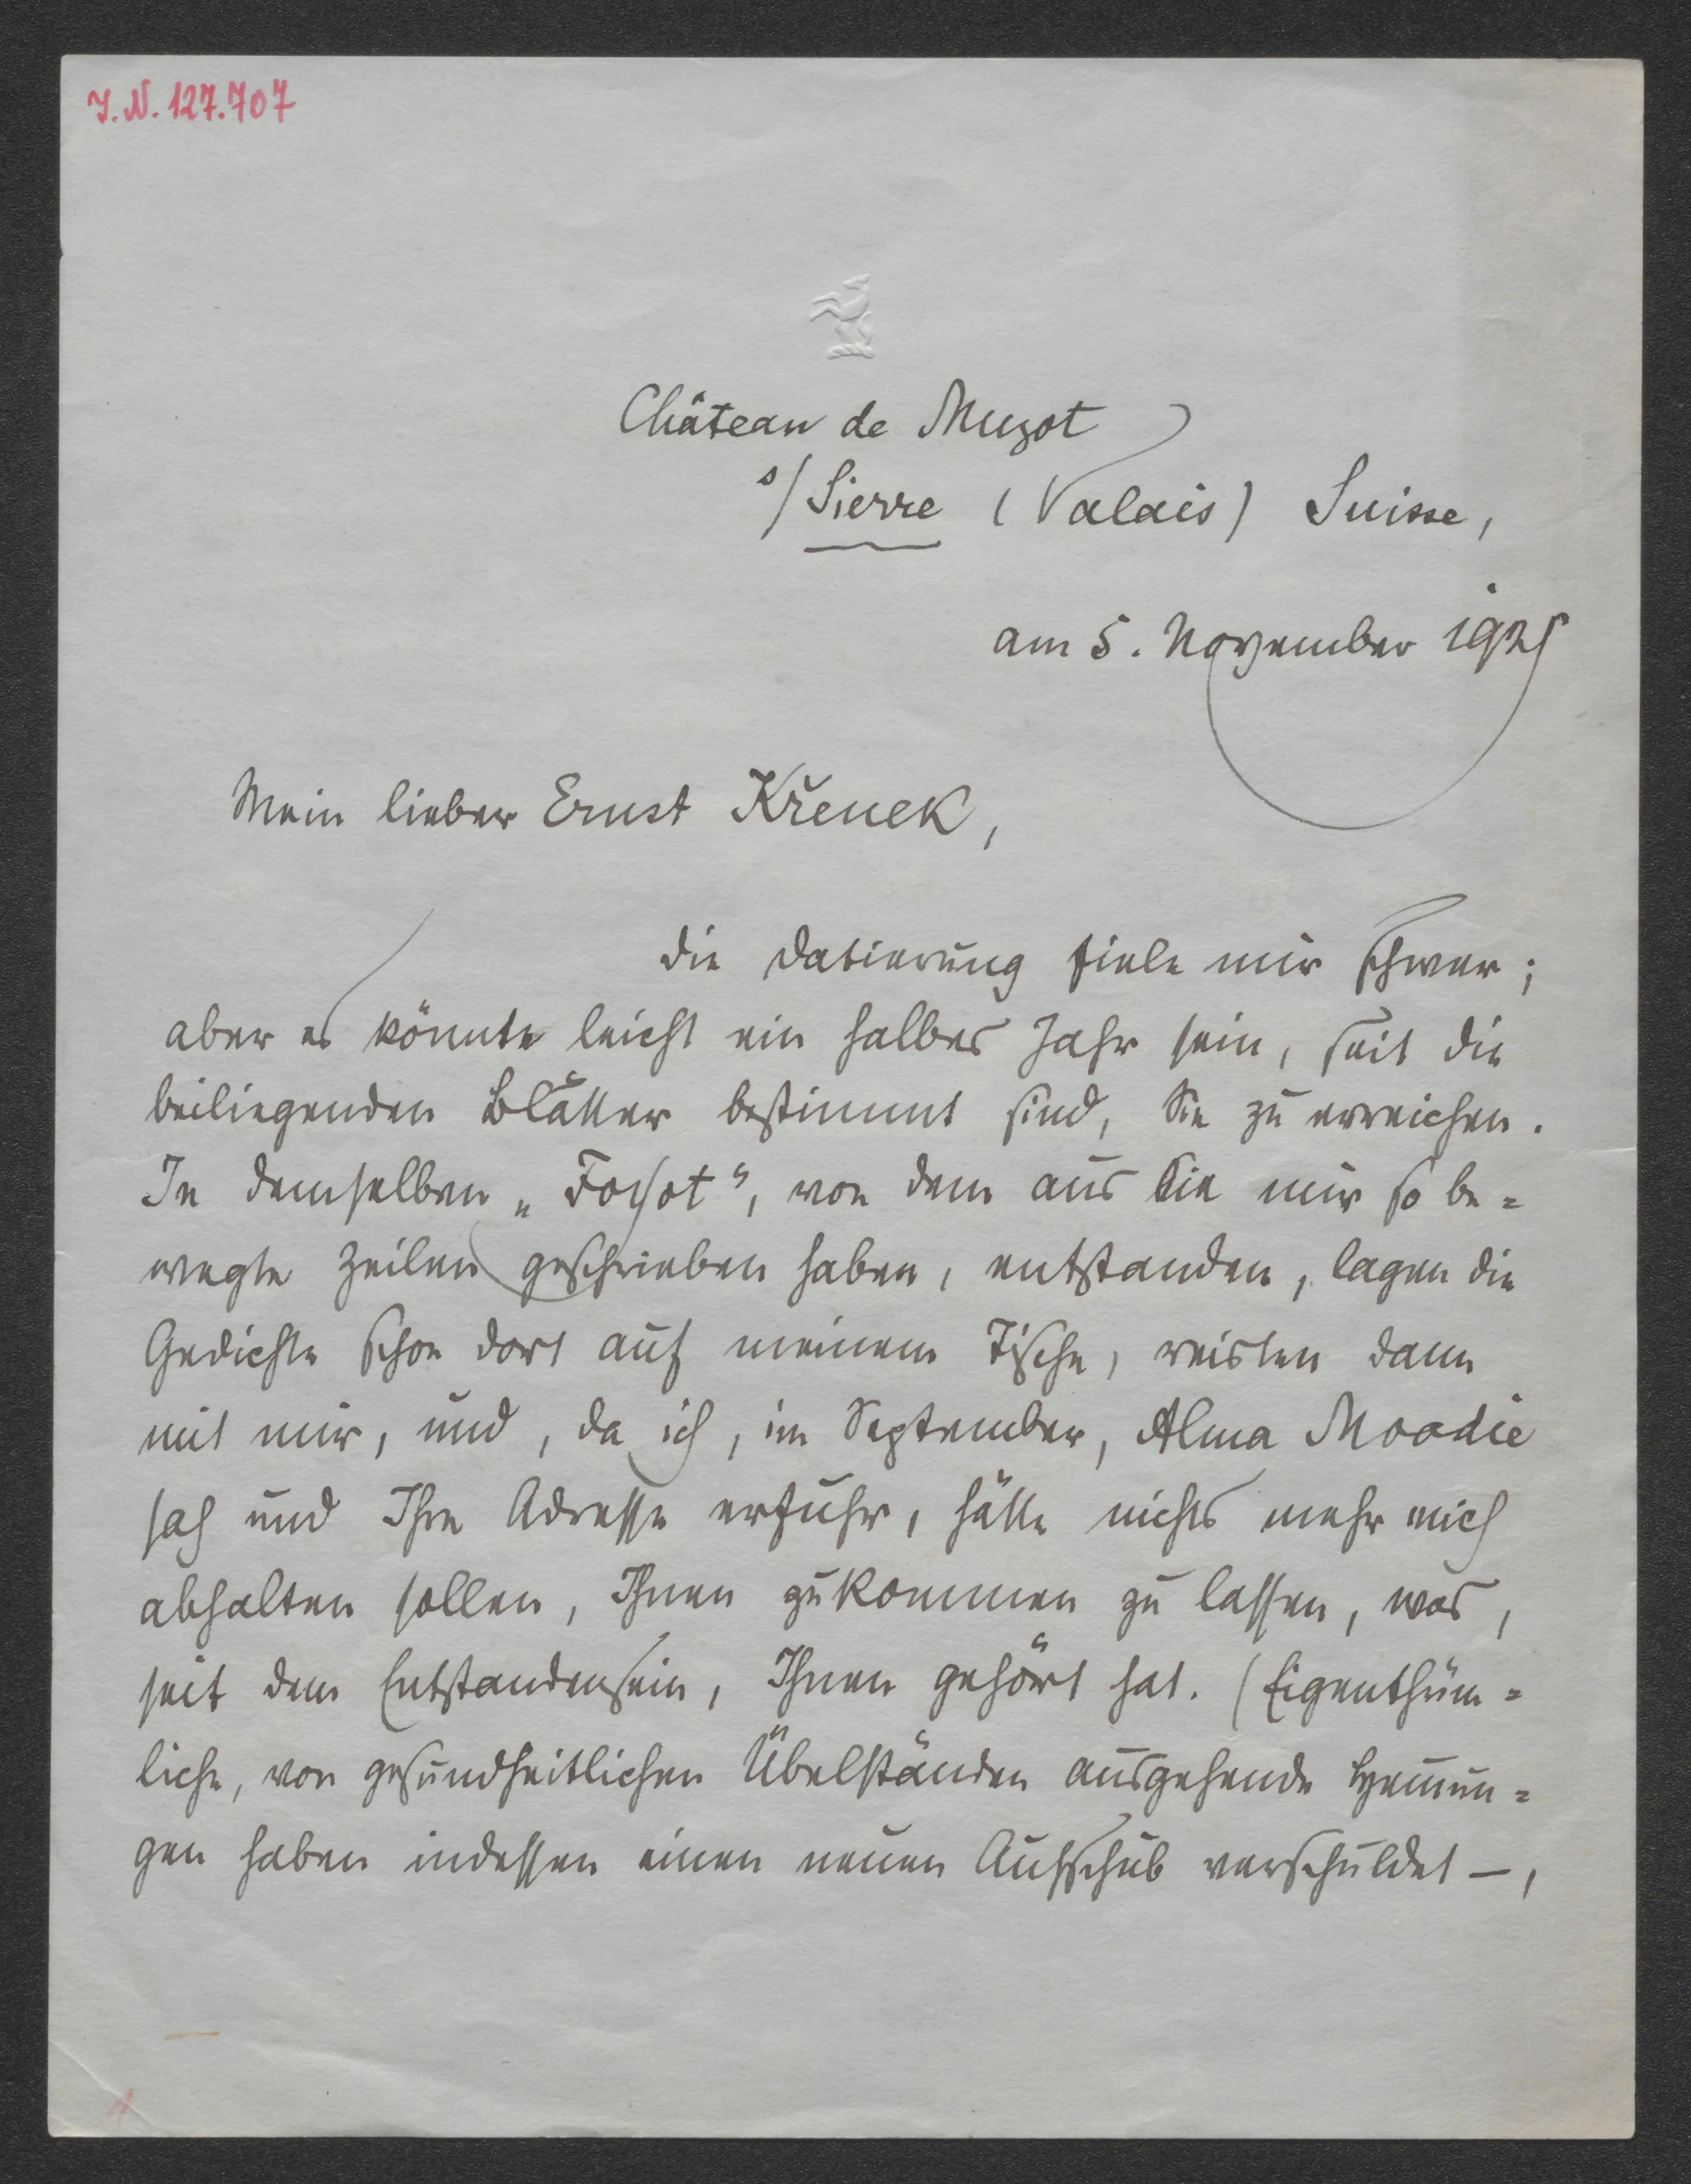 I.N. 127.707
Château de Muzot
s/ Sierre (Valais) Suisse,
am 5. November 1925
Mein lieber Ernst Křenek,
die Datierung fiele mir schwer;
aber es könnte leicht ein halbes Jahr sein, seit die
beiliegenden Blätter bestimmt sind, Sie zu erreichen.
In demselben „Foyot“, von dem aus Sie mir so be-
wegte Zeilen geschrieben haben, entstanden, lagen die
Gedichte schon dort auf meinem Tische, reisten dann
mit mir, und, da ich, im September, Alma Moodie
sah und Ihre Adresse erfuhr, hätte nichts mehr mich
abhalten sollen, Ihnen zukommen zu lassen, was,
seit dem Entstandensein, Ihnen gehört hat. (Eigenthüm-
liche, von gesundheitlichen Übelständen ausgehende Hemmun-
gen haben indessen einen neuen Aufschub verschuldet —,
1